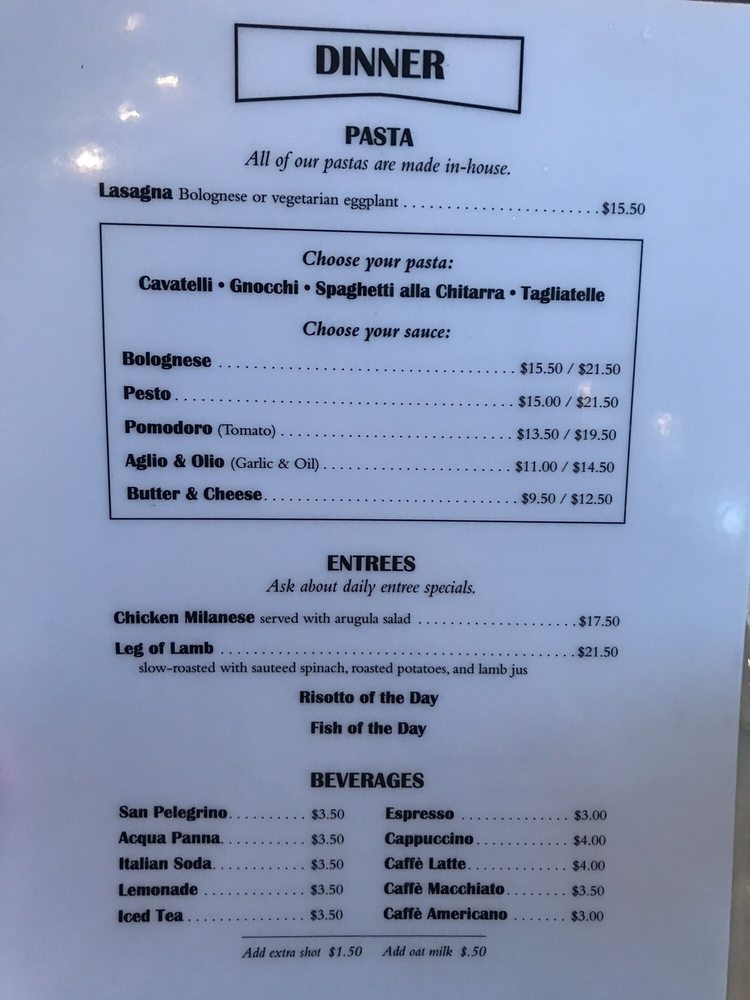 DINNER
PASTA
All of our pastas are made in-house.
Lasagna Bolognese or vegetarian eggplant ........................ $15.50
Choose your pasta:
Cavatelli • Gnocchi • Spaghetti alla Chitarra • Tagliatelle
Choose your sauce:
Bolognese .................................. $15.50 / $21.50
Pesto ....................................... $15.00 / $21.50
Pomodoro (Tomato) ........................... $13.50 / $19.50
Aglio & Olio (Garlic & Oil) ...................... $11.00 / $14.50
Butter & Cheese ............................. $9.50 / $12.50
ENTREES
Ask about daily entree specials.
Chicken Milanese served with arugula salad .................... $17.50
Leg of Lamb ............................................ $21.50
slow-roasted with sauteed spinach, roasted potatoes, and lamb jus
Risotto of the Day
Fish of the Day
BEVERAGES
San Pelegrino .......... $3.50
Acqua Panna ........... $3.50
Italian Soda ............ $3.50
Lemonade ............ $3.50
Iced Tea .............. $3.50
Espresso ............. $3.00
Cappuccino ........... $4.00
Caffè Latte ............ $4.00
Caffè Macchiato ........ $3.50
Caffè Americano ....... $3.00
Add extra shot $1.50 Add oat milk $.50